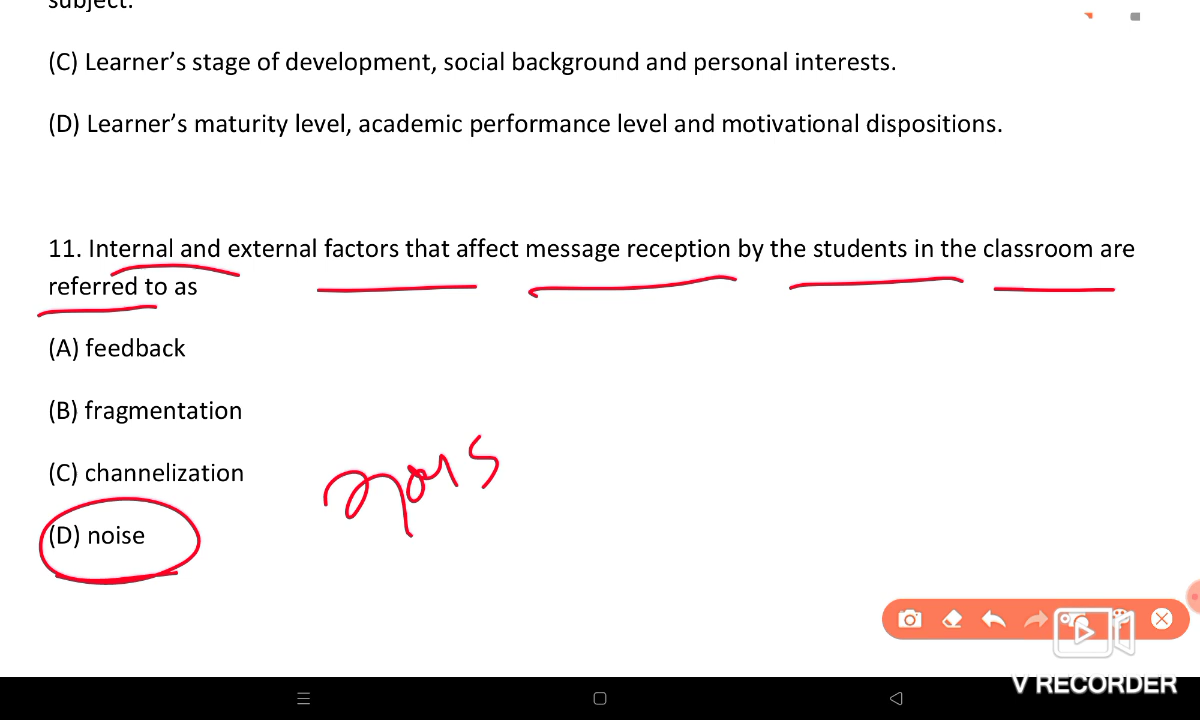 subject.
(C) Learner’s stage of development, social background and personal interests.
(D) Learner’s maturity level, academic performance level and motivational dispositions.
11. Internal and external factors that affect message reception by the students in the classroom are
referred to as
(A) feedback
(B) fragmentation
(C) channelization
(D) noise
V RECORDER